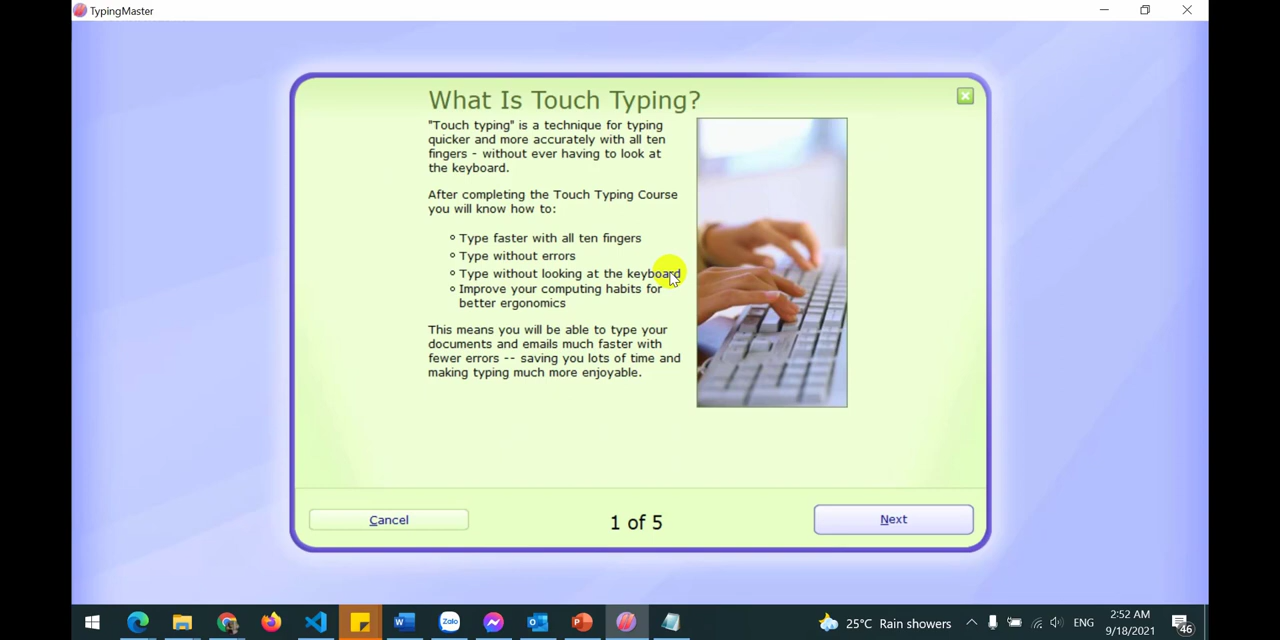 TypingMaster
What Is Touch Typing?
"Touch typing" is a technique for typing
quicker and more accurately with all ten
fingers - without ever having to look at
the keyboard.
After completing the Touch Typing Course
you will know how to:
Type faster with all ten fingers
Type without errors
Type without looking at the keyboard
Improve your computing habits for
better ergonomics
This means you will be able to type your
documents and emails much faster with
fewer errors -- saving you lots of time and
making typing much more enjoyable.
Cancel
1 of 5
Next
Zalo
25°C Rain showers
ENG
2:52 AM
9/18/2021
46